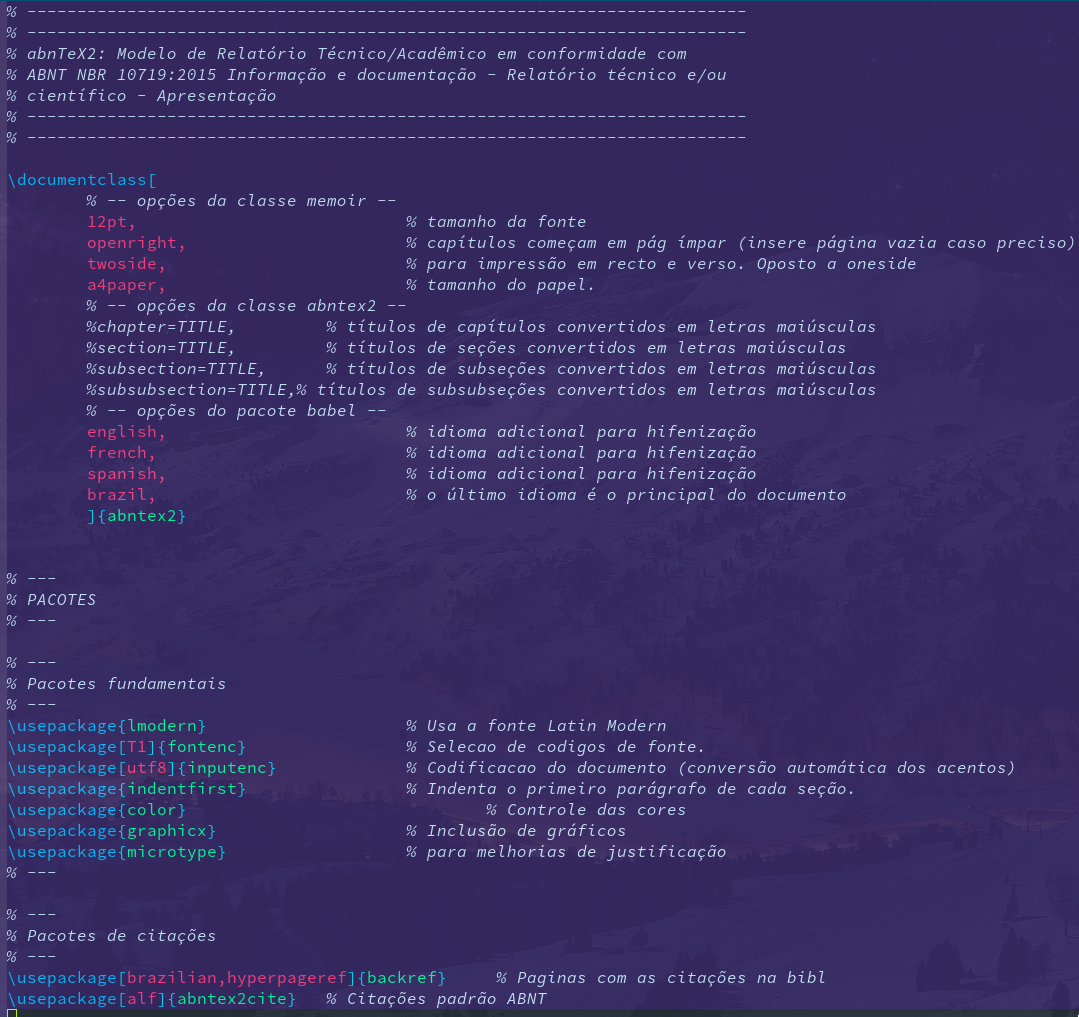 % ------------------------------------------------------------------------
% ------------------------------------------------------------------------
% abnTeX2: Modelo de Relatório Técnico/Acadêmico em conformidade com
% ABNT NBR 10719:2015 Informação e documentação - Relatório técnico e/ou
% científico - Apresentação
% ------------------------------------------------------------------------
% ------------------------------------------------------------------------

\documentclass[
        % -- opções da classe memoir --
        12pt,                           % tamanho da fonte
        openright,                      % capítulos começam em pág ímpar (insere página vazia caso preciso)
        twoside,                        % para impressão em recto e verso. Oposto a oneside
        a4paper,                        % tamanho do papel.
        % -- opções da classe abntex2 --
        %chapter=TITLE,         % títulos de capítulos convertidos em letras maiúsculas
        %section=TITLE,         % títulos de seções convertidos em letras maiúsculas
        %subsection=TITLE,      % títulos de subseções convertidos em letras maiúsculas
        %subsubsection=TITLE,% títulos de subsubseções convertidos em letras maiúsculas
        % -- opções do pacote babel --
        english,                        % idioma adicional para hifenização
        french,                         % idioma adicional para hifenização
        spanish,                        % idioma adicional para hifenização
        brazil,                         % o último idioma é o principal do documento
        ]{abntex2}


% ---
% PACOTES
% ---

% ---
% Pacotes fundamentais
% ---
\usepackage{lmodern}                    % Usa a fonte Latin Modern
\usepackage[T1]{fontenc}                % Selecao de codigos de fonte.
\usepackage[utf8]{inputenc}             % Codificacao do documento (conversão automática dos acentos)
\usepackage{indentfirst}                % Indenta o primeiro parágrafo de cada seção.
\usepackage{color}                              % Controle das cores
\usepackage{graphicx}                   % Inclusão de gráficos
\usepackage{microtype}                  % para melhorias de justificação
% ---

% ---
% Pacotes de citações
% ---
\usepackage[brazilian,hyperpageref]{backref}     % Paginas com as citações na bibl
\usepackage[alf]{abntex2cite}   % Citações padrão ABNT